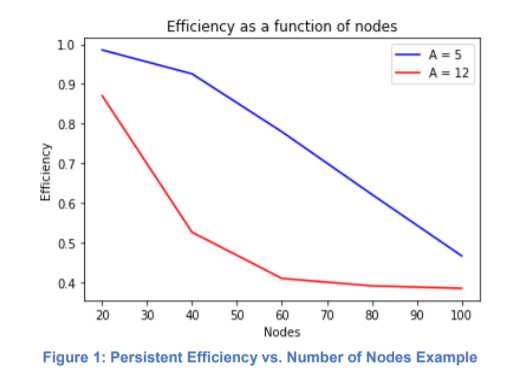 Efficiency as a function of nodes
A = 5
A = 12
1.0
0.9
0.8
0.7
0.6
0.5
0.4
Efficiency
20 30 40 50 60 70 80 90 100
Nodes
Figure 1: Persistent Efficiency vs. Number of Nodes Example